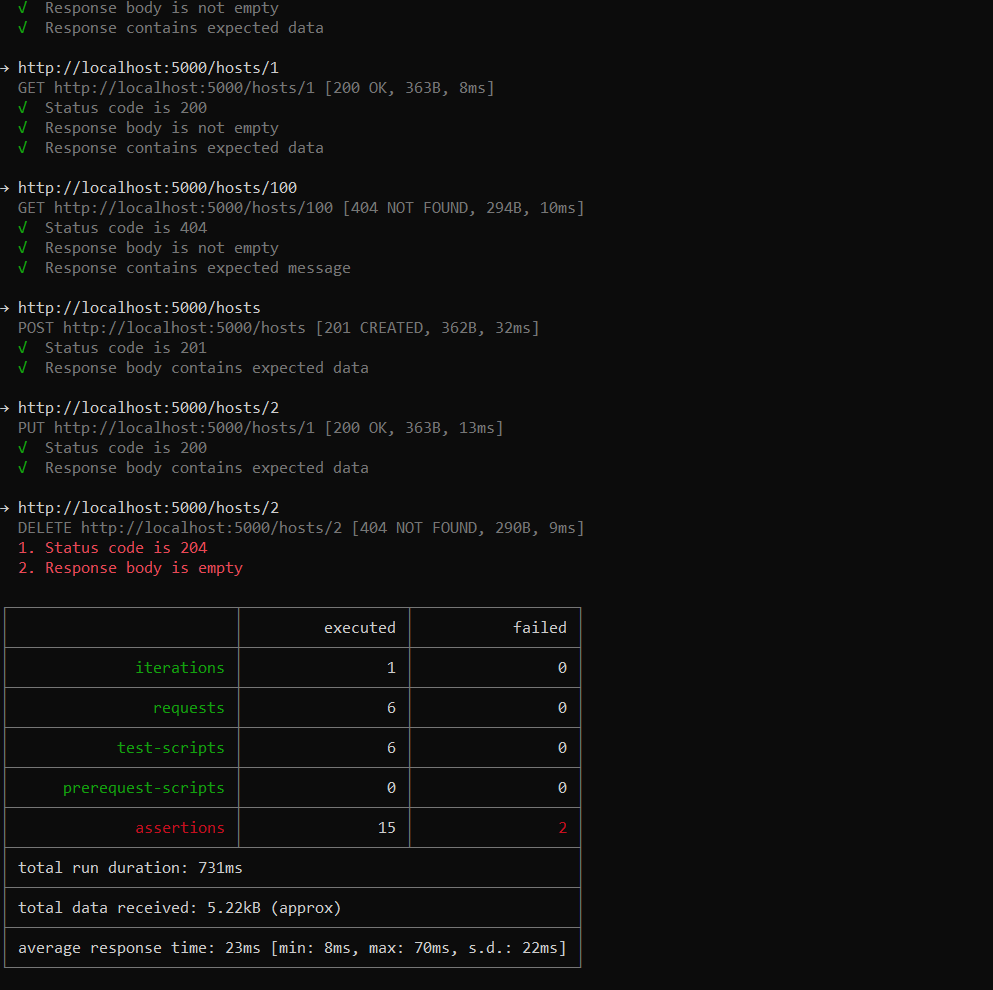 √ Response body is not empty
√ Response contains expected data
→ http://localhost:5000/hosts/1
GET http://localhost:5000/hosts/1 [200 OK, 363B, 8ms]
√ Status code is 200
√ Response body is not empty
√ Response contains expected data
→ http://localhost:5000/hosts/100
GET http://localhost:5000/hosts/100 [404 NOT FOUND, 294B, 10ms]
√ Status code is 404
√ Response body is not empty
√ Response contains expected message
→ http://localhost:5000/hosts
POST http://localhost:5000/hosts [201 CREATED, 362B, 32ms]
√ Status code is 201
√ Response body contains expected data
→ http://localhost:5000/hosts/2
PUT http://localhost:5000/hosts/1 [200 OK, 363B, 13ms]
√ Status code is 200
√ Response body contains expected data
→ http://localhost:5000/hosts/2
DELETE http://localhost:5000/hosts/2 [404 NOT FOUND, 290B, 9ms]
1. Status code is 204
2. Response body is empty
executed failed
iterations 1 0
requests 6 0
test-scripts 6 0
prerequest-scripts 0 0
assertions 15 2
total run duration: 731ms
total data received: 5.22kB (approx)
average response time: 23ms [min: 8ms, max: 70ms, s.d.: 22ms]